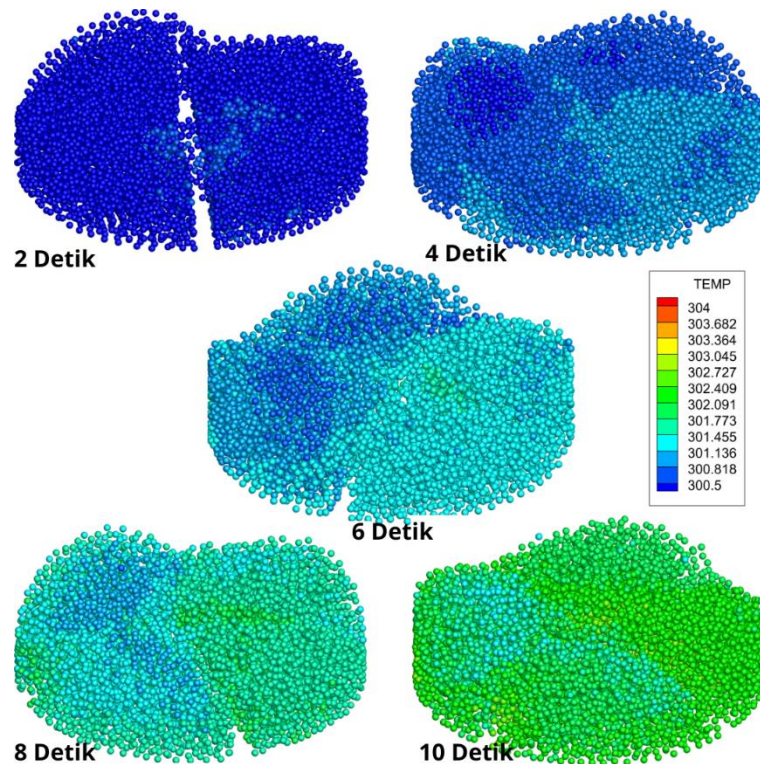 2 Detik
4 Detik
TEMP
304
303.682
303.364
303.045
302.727
302.409
302.091
301.773
301.455
301.136
300.818
300.5
6 Detik
8 Detik
10 Detik